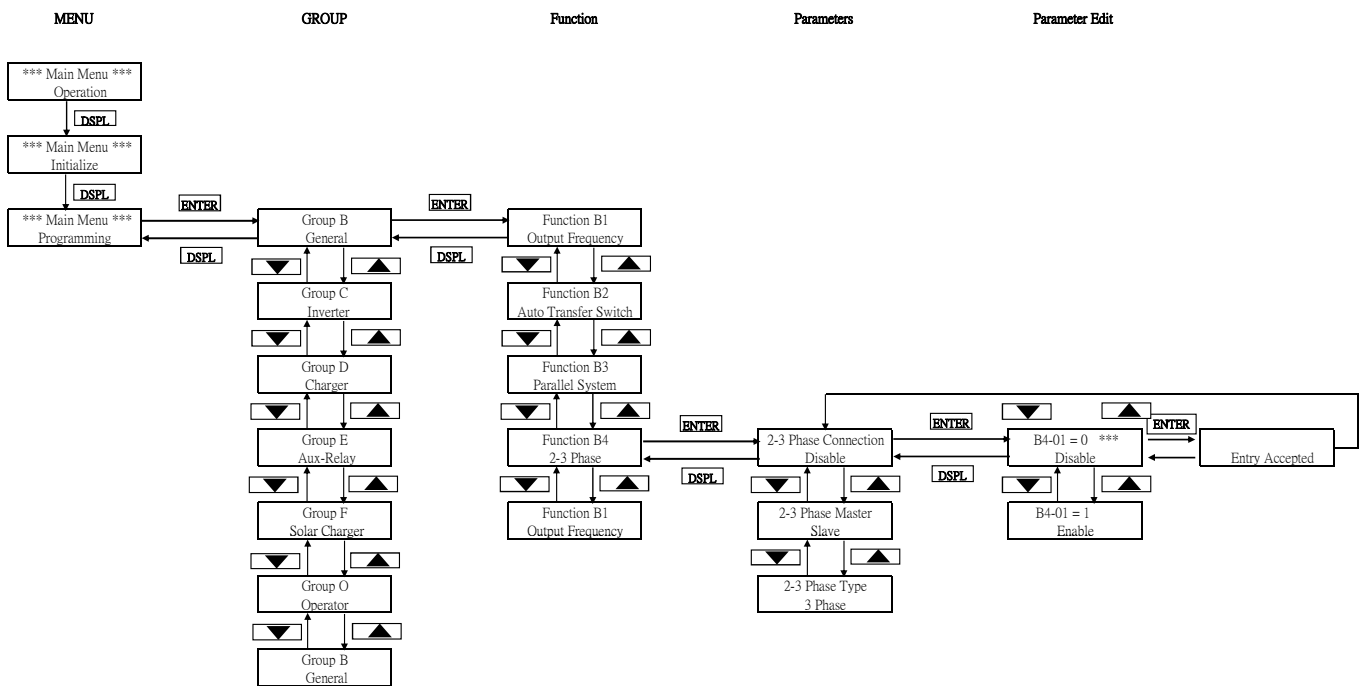 MENU GROUP Function Parameters Parameter Edit
*** Main Menu ***
Operation
DSPL
*** Main Menu ***
Initialize
DSPL
*** Main Menu ***
Programming
ENTER
DSPL
Group B
General
Group C
Inverter
Group D
Charger
Group E
Aux-Relay
Group F
Solar Charger
Group O
Operator
Group B
General
ENTER
DSPL
Function B1
Output Frequency
Function B2
Auto Transfer Switch
Function B3
Parallel System
Function B4
2-3 Phase
Function B1
Output Frequency
ENTER
DSPL
2-3 Phase Connection
Disable
2-3 Phase Master
Slave
2-3 Phase Type
3 Phase
ENTER
DSPL
B4-01 = 0 ***
Disable
B4-01 = 1
Enable
ENTER
Entry Accepted